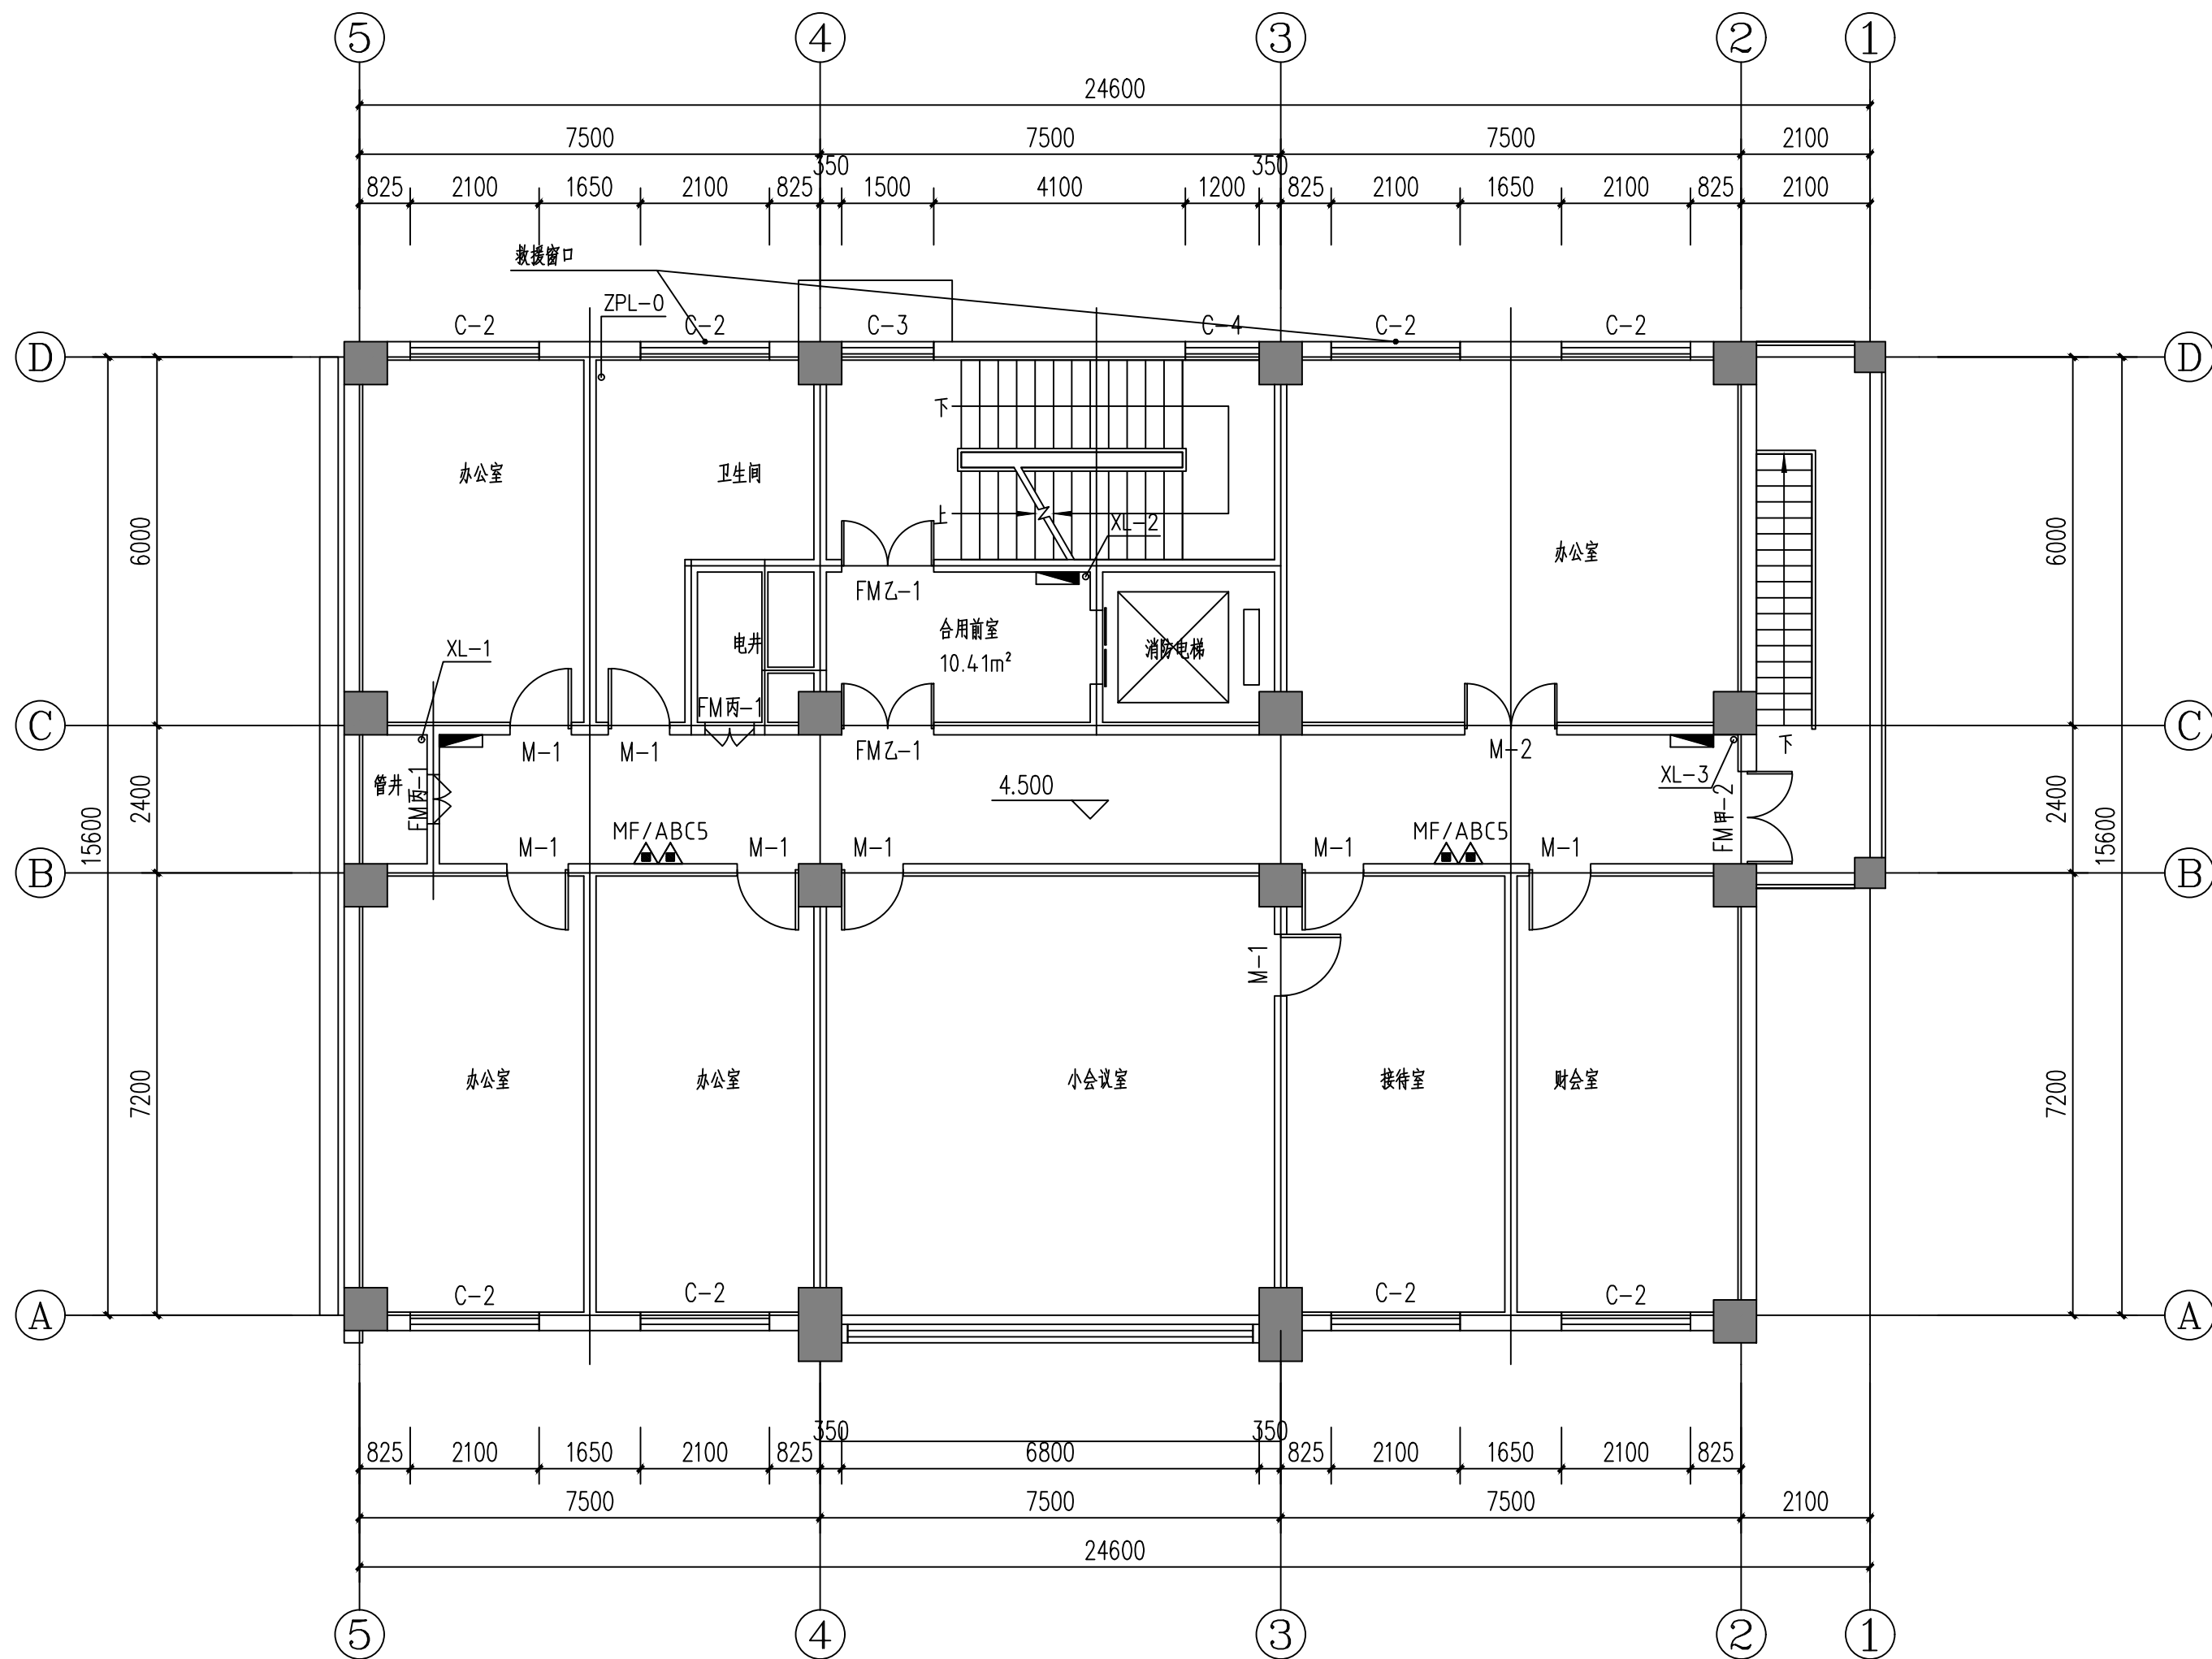 5 4 3 2 1
24600
7500 7500 7500 2100
350 350
825 2100 1650 2100 825 1500 4100 1200 825 2100 1650 2100 825 2100
救援窗口
ZPL-0
C-2 C-2 C-3 C-4 C-2 C-2
D D
下
办公室 卫生间
上 XL-2
6000 办公室 6000
FM乙-1
合用前室
电井 消防电梯
XL-1 10.41m²
FM丙-1
C C
M-1 M-1 FM乙-1 M-2 下
XL-3
管井 FM丙-1 4.500 FM甲-2
2400 2400
15600 15600
MF/ABC5 MF/ABC5
M-1 M-1 M-1 M-1 M-1
B B
M-1
7200 办公室 办公室 小会议室 接待室 财会室 7200
C-2 C-2 C-2 C-2
A A
350 350
825 2100 1650 2100 825 6800 825 2100 1650 2100 825
7500 7500 7500 2100
24600
5 4 3 2 1